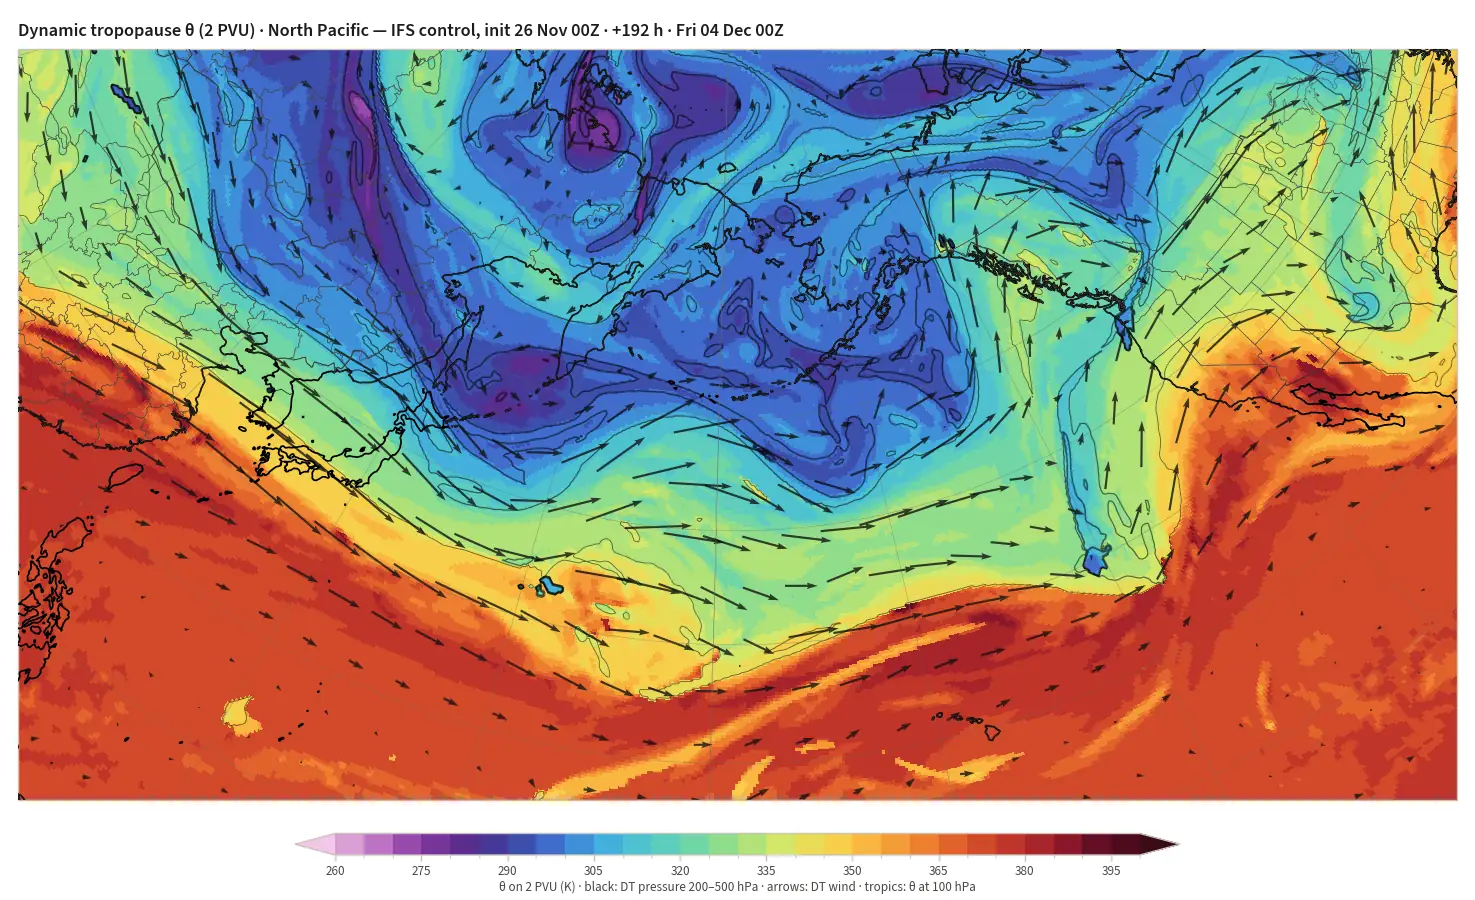 Dynamic tropopause θ (2 PVU) · North Pacific — IFS control, init 26 Nov 00Z · +192 h · Fri 04 Dec 00Z
260 275 290 305 320 335 350 365 380 395
θ on 2 PVU (K) · black: DT pressure 200–500 hPa · arrows: DT wind · tropics: θ at 100 hPa